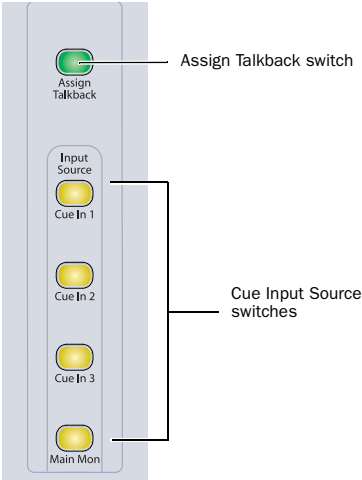 Assign Talkback switch
Assign
Talkback
Input
Source
Cue In 1
Cue In 2
Cue Input Source
switches
Cue In 3
Main Mon